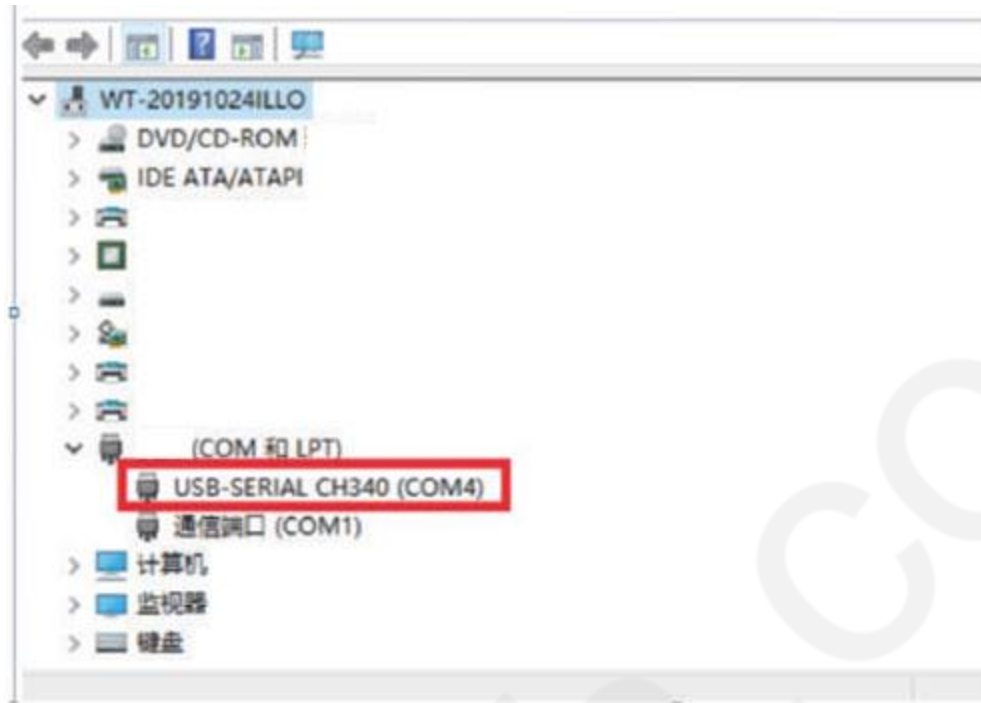 WT-20191024ILLO
DVD/CD-ROM
IDE ATA/ATAPI
(COM 和 LPT)
USB-SERIAL CH340 (COM4)
通信端口 (COM1)
计算机
监视器
键盘